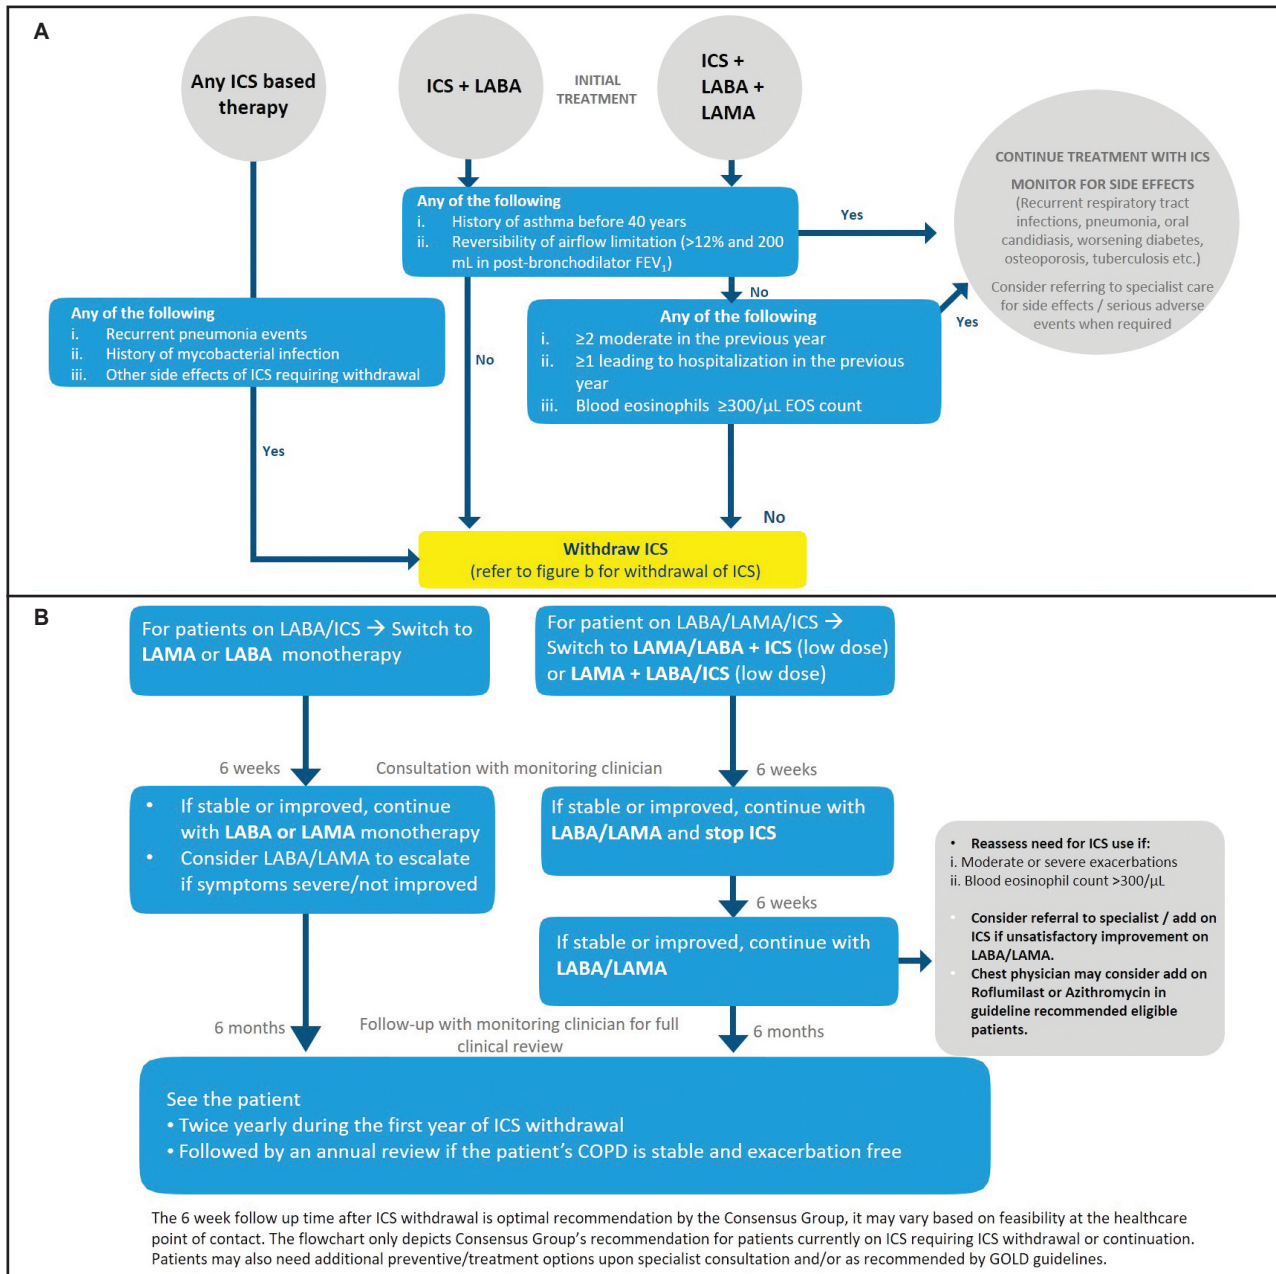 A
Any ICS based
therapy
ICS + LABA
INITIAL
TREATMENT
ICS +
LABA +
LAMA
CONTINUE TREATMENT WITH ICS
MONITOR FOR SIDE EFFECTS
(Recurrent respiratory tract
infections, pneumonia, oral
candidiasis, worsening diabetes,
osteoporosis, tuberculosis etc.)
Consider referring to specialist care
for side effects / serious adverse
events when required
Any of the following
i. History of asthma before 40 years
ii. Reversibility of airflow limitation (>12% and 200
mL in post-bronchodilator FEV₁)
Yes
No
Any of the following
i. Recurrent pneumonia events
ii. History of mycobacterial infection
iii. Other side effects of ICS requiring withdrawal
No
Any of the following
i. ≥2 moderate in the previous year
ii. ≥1 leading to hospitalization in the previous
year
iii. Blood eosinophils ≥300/µL EOS count
Yes
Yes
No
Withdraw ICS
(refer to figure b for withdrawal of ICS)
B
For patients on LABA/ICS → Switch to
LAMA or LABA monotherapy
For patient on LABA/LAMA/ICS →
Switch to LAMA/LABA + ICS (low dose)
or LAMA + LABA/ICS (low dose)
6 weeks
Consultation with monitoring clinician
6 weeks
• If stable or improved, continue
with LABA or LAMA monotherapy
• Consider LABA/LAMA to escalate
if symptoms severe/not improved
If stable or improved, continue with
LABA/LAMA and stop ICS
6 weeks
If stable or improved, continue with
LABA/LAMA
• Reassess need for ICS use if:
i. Moderate or severe exacerbations
ii. Blood eosinophil count >300/µL
• Consider referral to specialist / add on
ICS if unsatisfactory improvement on
LABA/LAMA.
• Chest physician may consider add on
Roflumilast or Azithromycin in
guideline recommended eligible
patients.
6 months
Follow-up with monitoring clinician for full
clinical review
6 months
See the patient
• Twice yearly during the first year of ICS withdrawal
• Followed by an annual review if the patient's COPD is stable and exacerbation free
The 6 week follow up time after ICS withdrawal is optimal recommendation by the Consensus Group, it may vary based on feasibility at the healthcare
point of contact. The flowchart only depicts Consensus Group's recommendation for patients currently on ICS requiring ICS withdrawal or continuation.
Patients may also need additional preventive/treatment options upon specialist consultation and/or as recommended by GOLD guidelines.